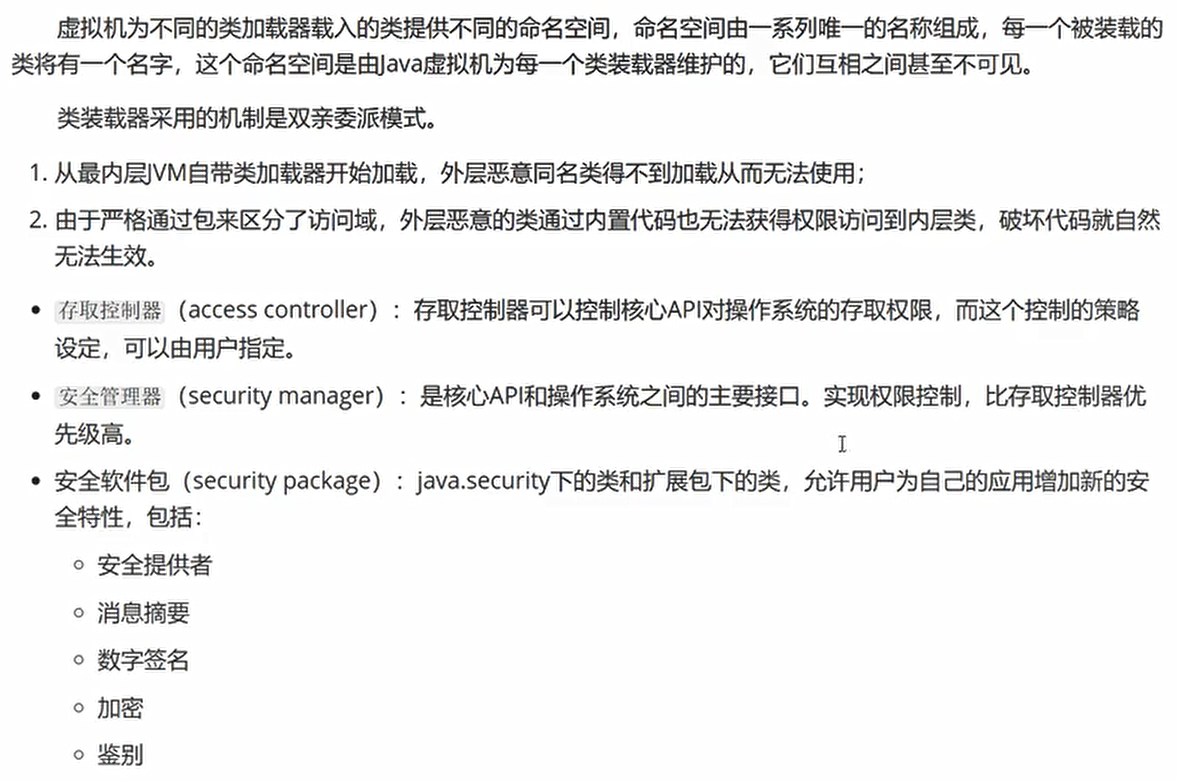 虚拟机为不同的类加载器载入的类提供不同的命名空间，命名空间由一系列唯一的名称组成，每一个被装载的
类将有一个名字，这个命名空间是由Java虚拟机为每一个类装载器维护的，它们互相之间甚至不可见。
类装载器采用的机制是双亲委派模式。
1. 从最内层JVM自带类加载器开始加载，外层恶意同名类得不到加载从而无法使用；
2. 由于严格通过包来区分了访问域，外层恶意的类通过内置代码也无法获得权限访问到内层类，破坏代码就自然
无法生效。
• 存取控制器（access controller）：存取控制器可以控制核心API对操作系统的存取权限，而这个控制的策略
设定，可以由用户指定。
• 安全管理器（security manager）：是核心API和操作系统之间的主要接口。实现权限控制，比存取控制器优
先级高。
• 安全软件包（security package）：java.security下的类和扩展包下的类，允许用户为自己的应用增加新的安
全特性，包括：
○ 安全提供者
○ 消息摘要
○ 数字签名
○ 加密
○ 鉴别